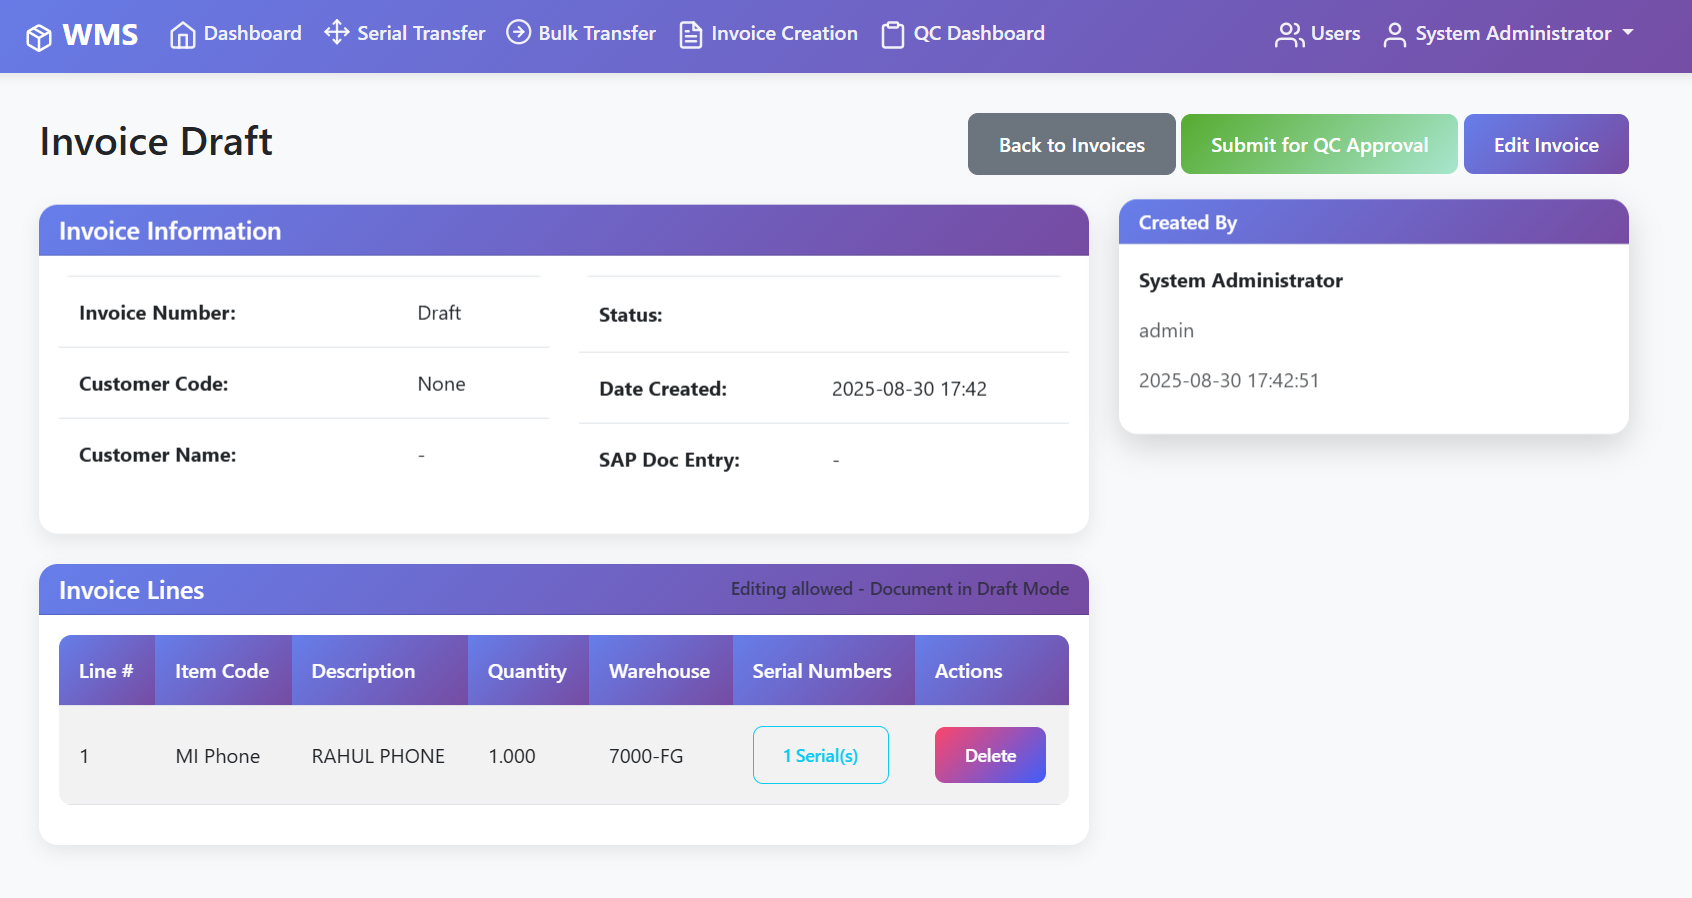 WMS Dashboard Serial Transfer Bulk Transfer Invoice Creation QC Dashboard Users System Administrator
Invoice Draft
Back to Invoices Submit for QC Approval Edit Invoice
Invoice Information
Invoice Number: Draft
Customer Code: None
Customer Name: -
Status:
Date Created: 2025-08-30 17:42
SAP Doc Entry: -
Created By
System Administrator
admin
2025-08-30 17:42:51
Invoice Lines Editing allowed - Document in Draft Mode
Line # Item Code Description Quantity Warehouse Serial Numbers Actions
1 MI Phone RAHUL PHONE 1.000 7000-FG 1 Serial(s) Delete